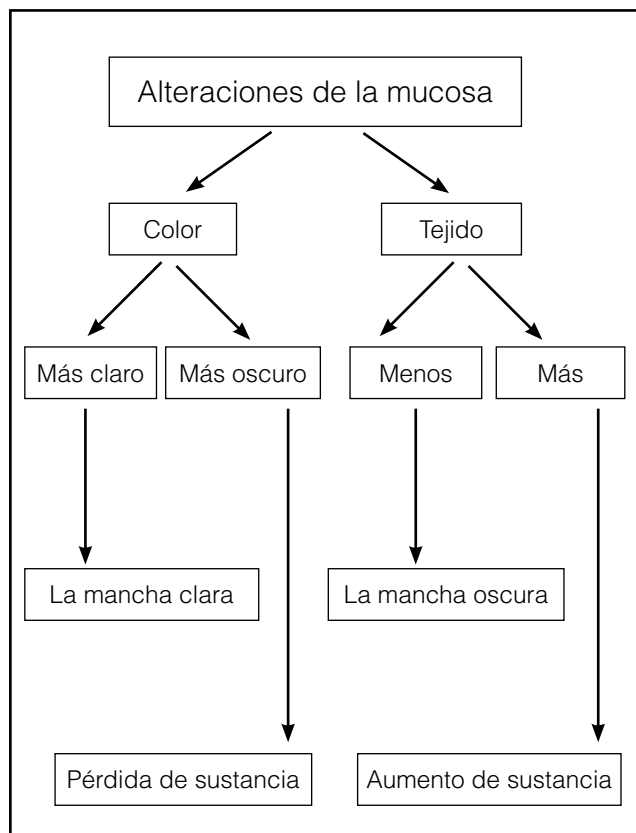 Alteraciones de la mucosa
Color
Tejido
Más claro
Más oscuro
Menos
Más
La mancha clara
La mancha oscura
Pérdida de sustancia
Aumento de sustancia